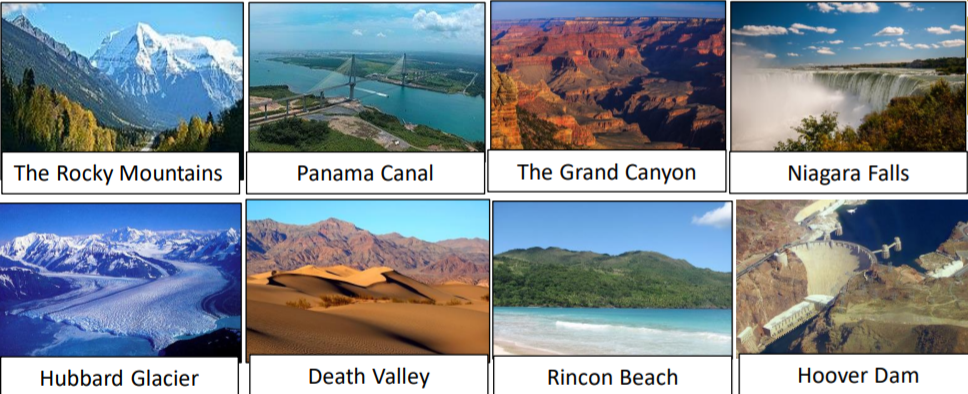 The Rocky Mountains
Panama Canal
The Grand Canyon
Niagara Falls
Hubbard Glacier
Death Valley
Rincon Beach
Hoover Dam